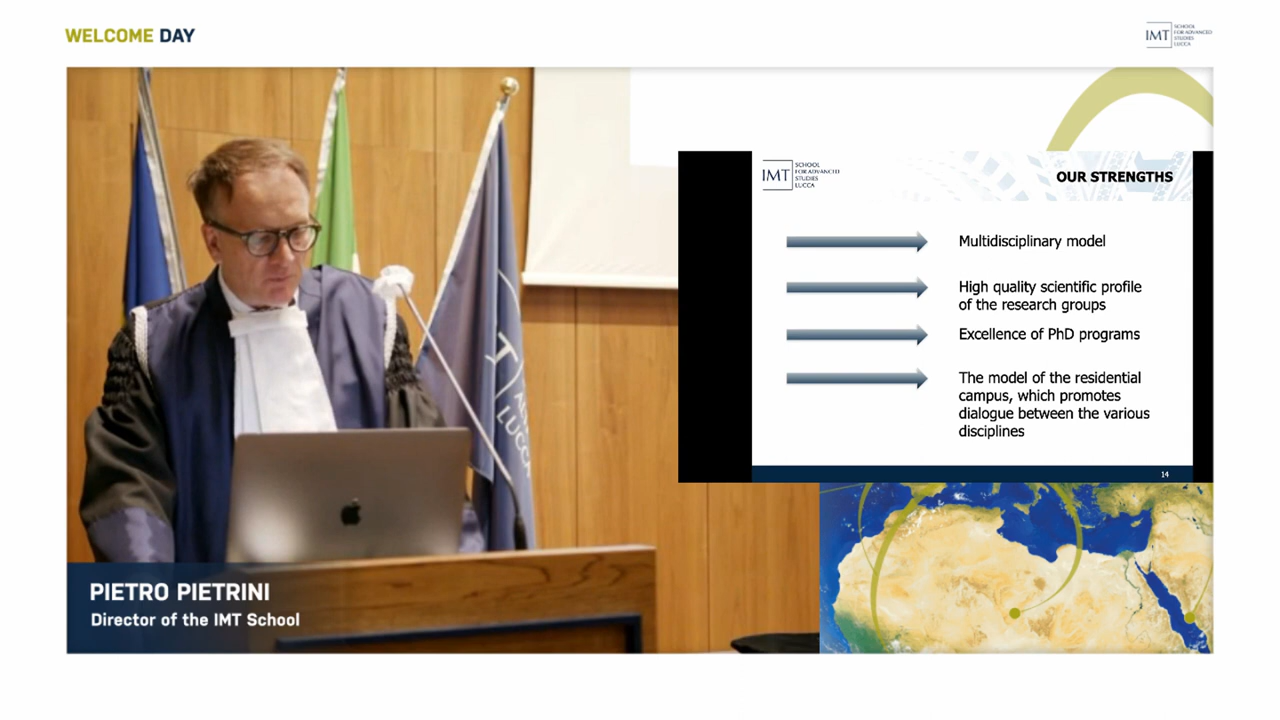 WELCOME DAY
IMT
SCHOOL
FOR ADVANCED
STUDIES
LUCCA
IMT
SCHOOL
FOR ADVANCED
STUDIES
LUCCA
OUR STRENGTHS
Multidisciplinary model
High quality scientific profile
of the research groups
Excellence of PhD programs
The model of the residential
campus, which promotes
dialogue between the various
disciplines
14
LUCCA
PIETRO PIETRINI
Director of the IMT School